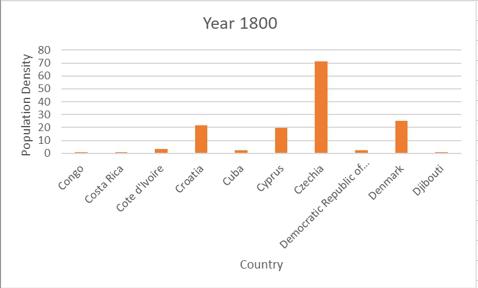 Year 1800
Population Density
80
70
60
50
40
30
20
10
0
Congo
Costa Rica
Cote d'Ivoire
Croatia
Cuba
Cyprus
Czechia
Democratic Republic of...
Denmark
Djibouti
Country